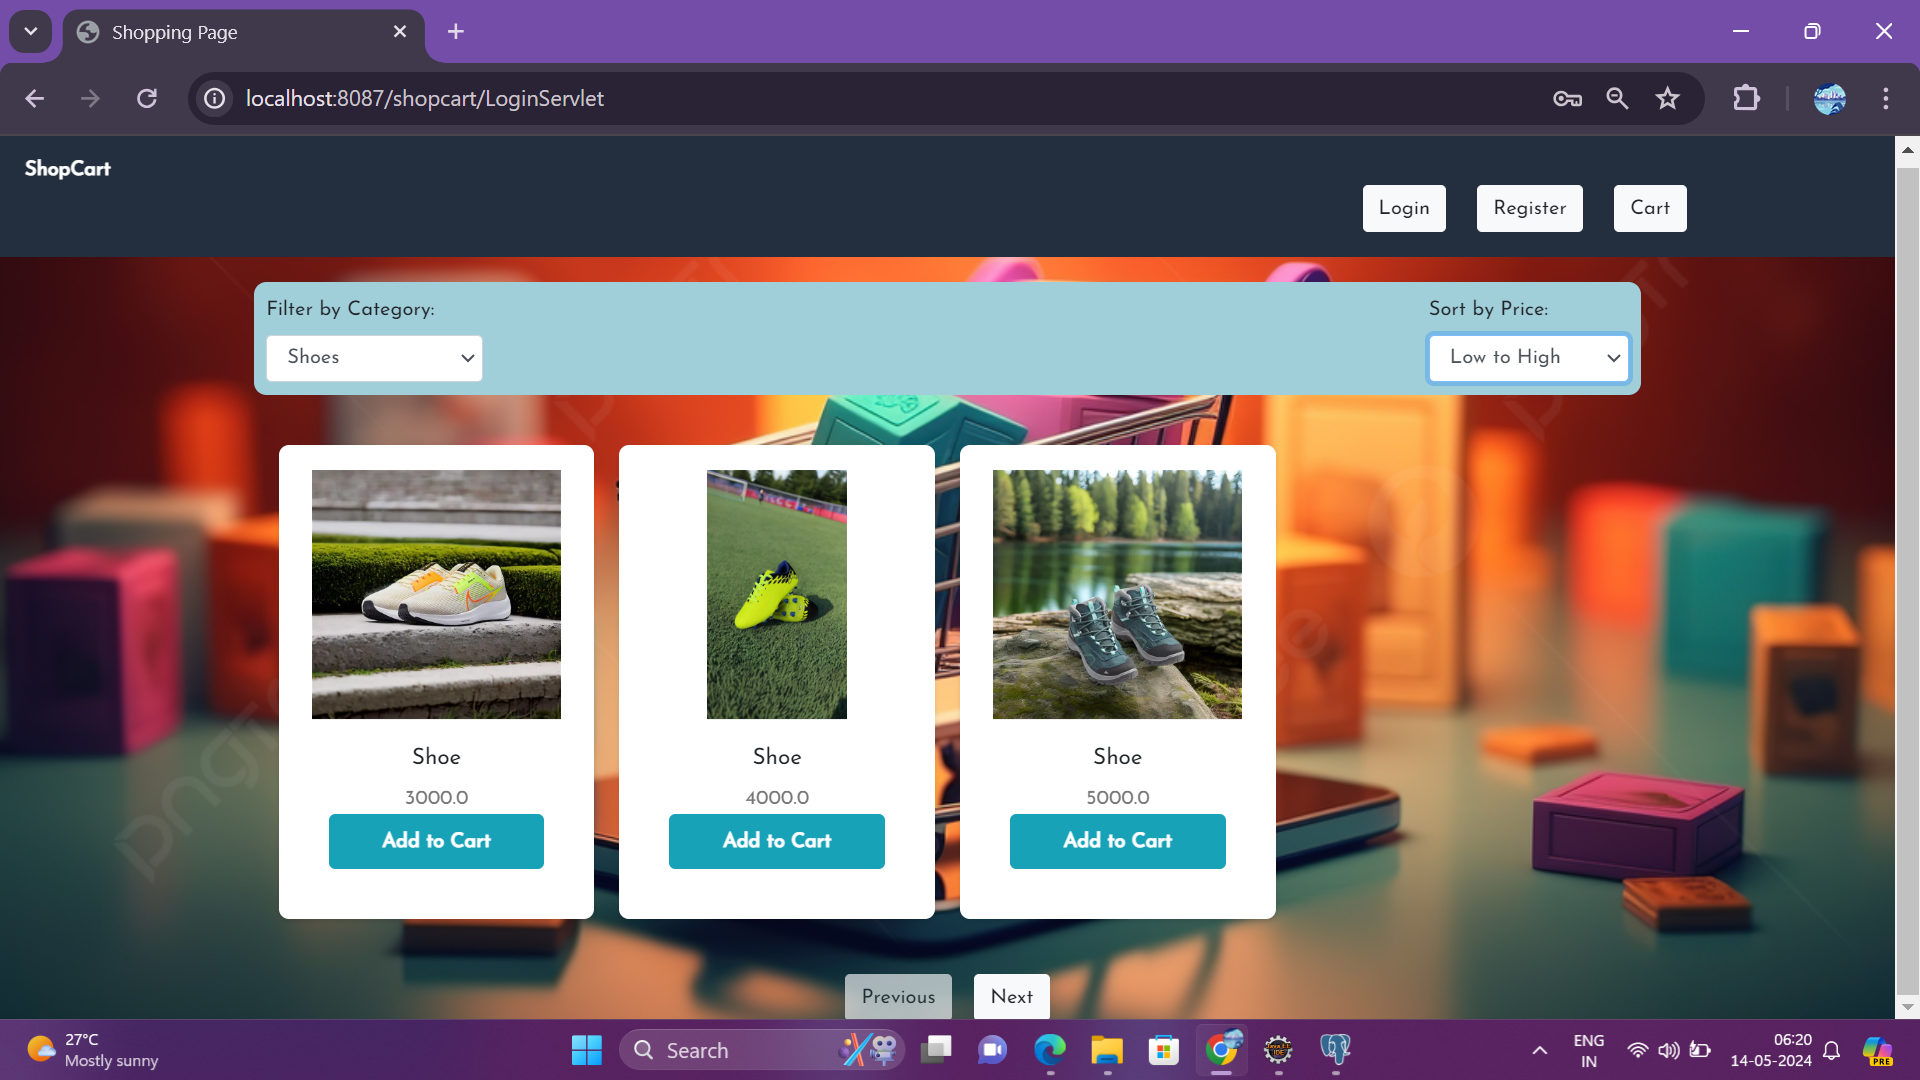 Shopping Page
localhost:8087/shopcart/LoginServlet
ShopCart
Login
Register
Cart
Filter by Category:
Sort by Price:
Shoes
Low to High
Shoe
3000.0
Add to Cart
Shoe
4000.0
Add to Cart
Shoe
5000.0
Add to Cart
Previous
Next
27°C
Mostly sunny
Search
ENG
IN
06:20
14-05-2024
PRE